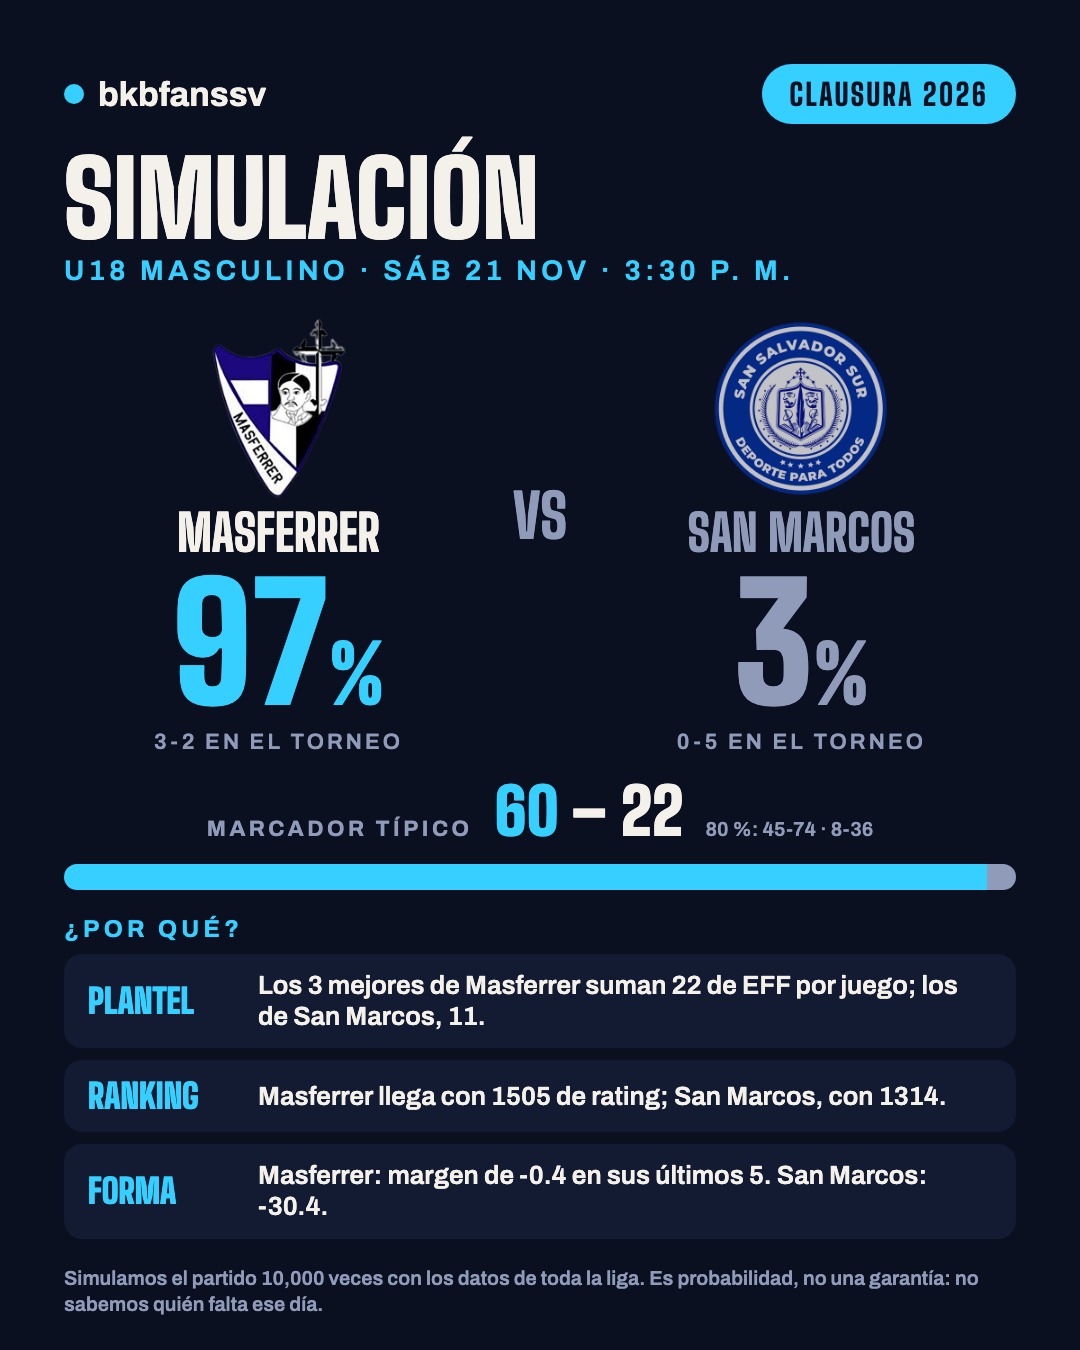 bkbfanssv
CLAUSURA 2026
SIMULACIÓN
U18 MASCULINO · SÁB 21 NOV · 3:30 P. M.
MASFERRER
SAN SALVADOR SUR
DEPORTE PARA TODOS
MASFERRER
VS
SAN MARCOS
97%
3%
3-2 EN EL TORNEO
0-5 EN EL TORNEO
MARCADOR TÍPICO 60 – 22 80 %: 45-74 · 8-36
¿POR QUÉ?
PLANTEL
Los 3 mejores de Masferrer suman 22 de EFF por juego; los
de San Marcos, 11.
RANKING
Masferrer llega con 1505 de rating; San Marcos, con 1314.
FORMA
Masferrer: margen de -0.4 en sus últimos 5. San Marcos:
-30.4.
Simulamos el partido 10,000 veces con los datos de toda la liga. Es probabilidad, no una garantía: no
sabemos quién falta ese día.